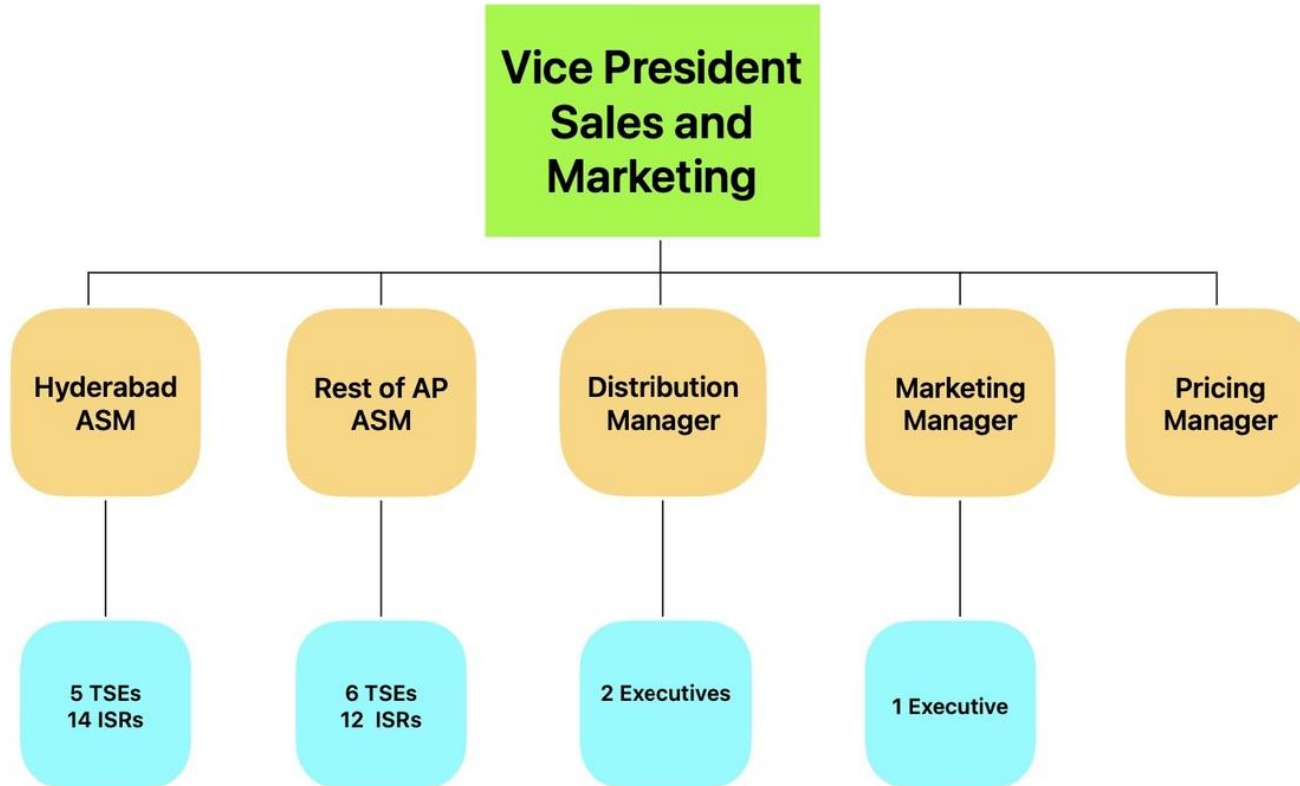 Vice President
Sales and
Marketing
Hyderabad
ASM
Rest of AP
ASM
Distribution
Manager
Marketing
Manager
Pricing
Manager
5 TSEs
14 ISRs
6 TSEs
12 ISRs
2 Executives
1 Executive